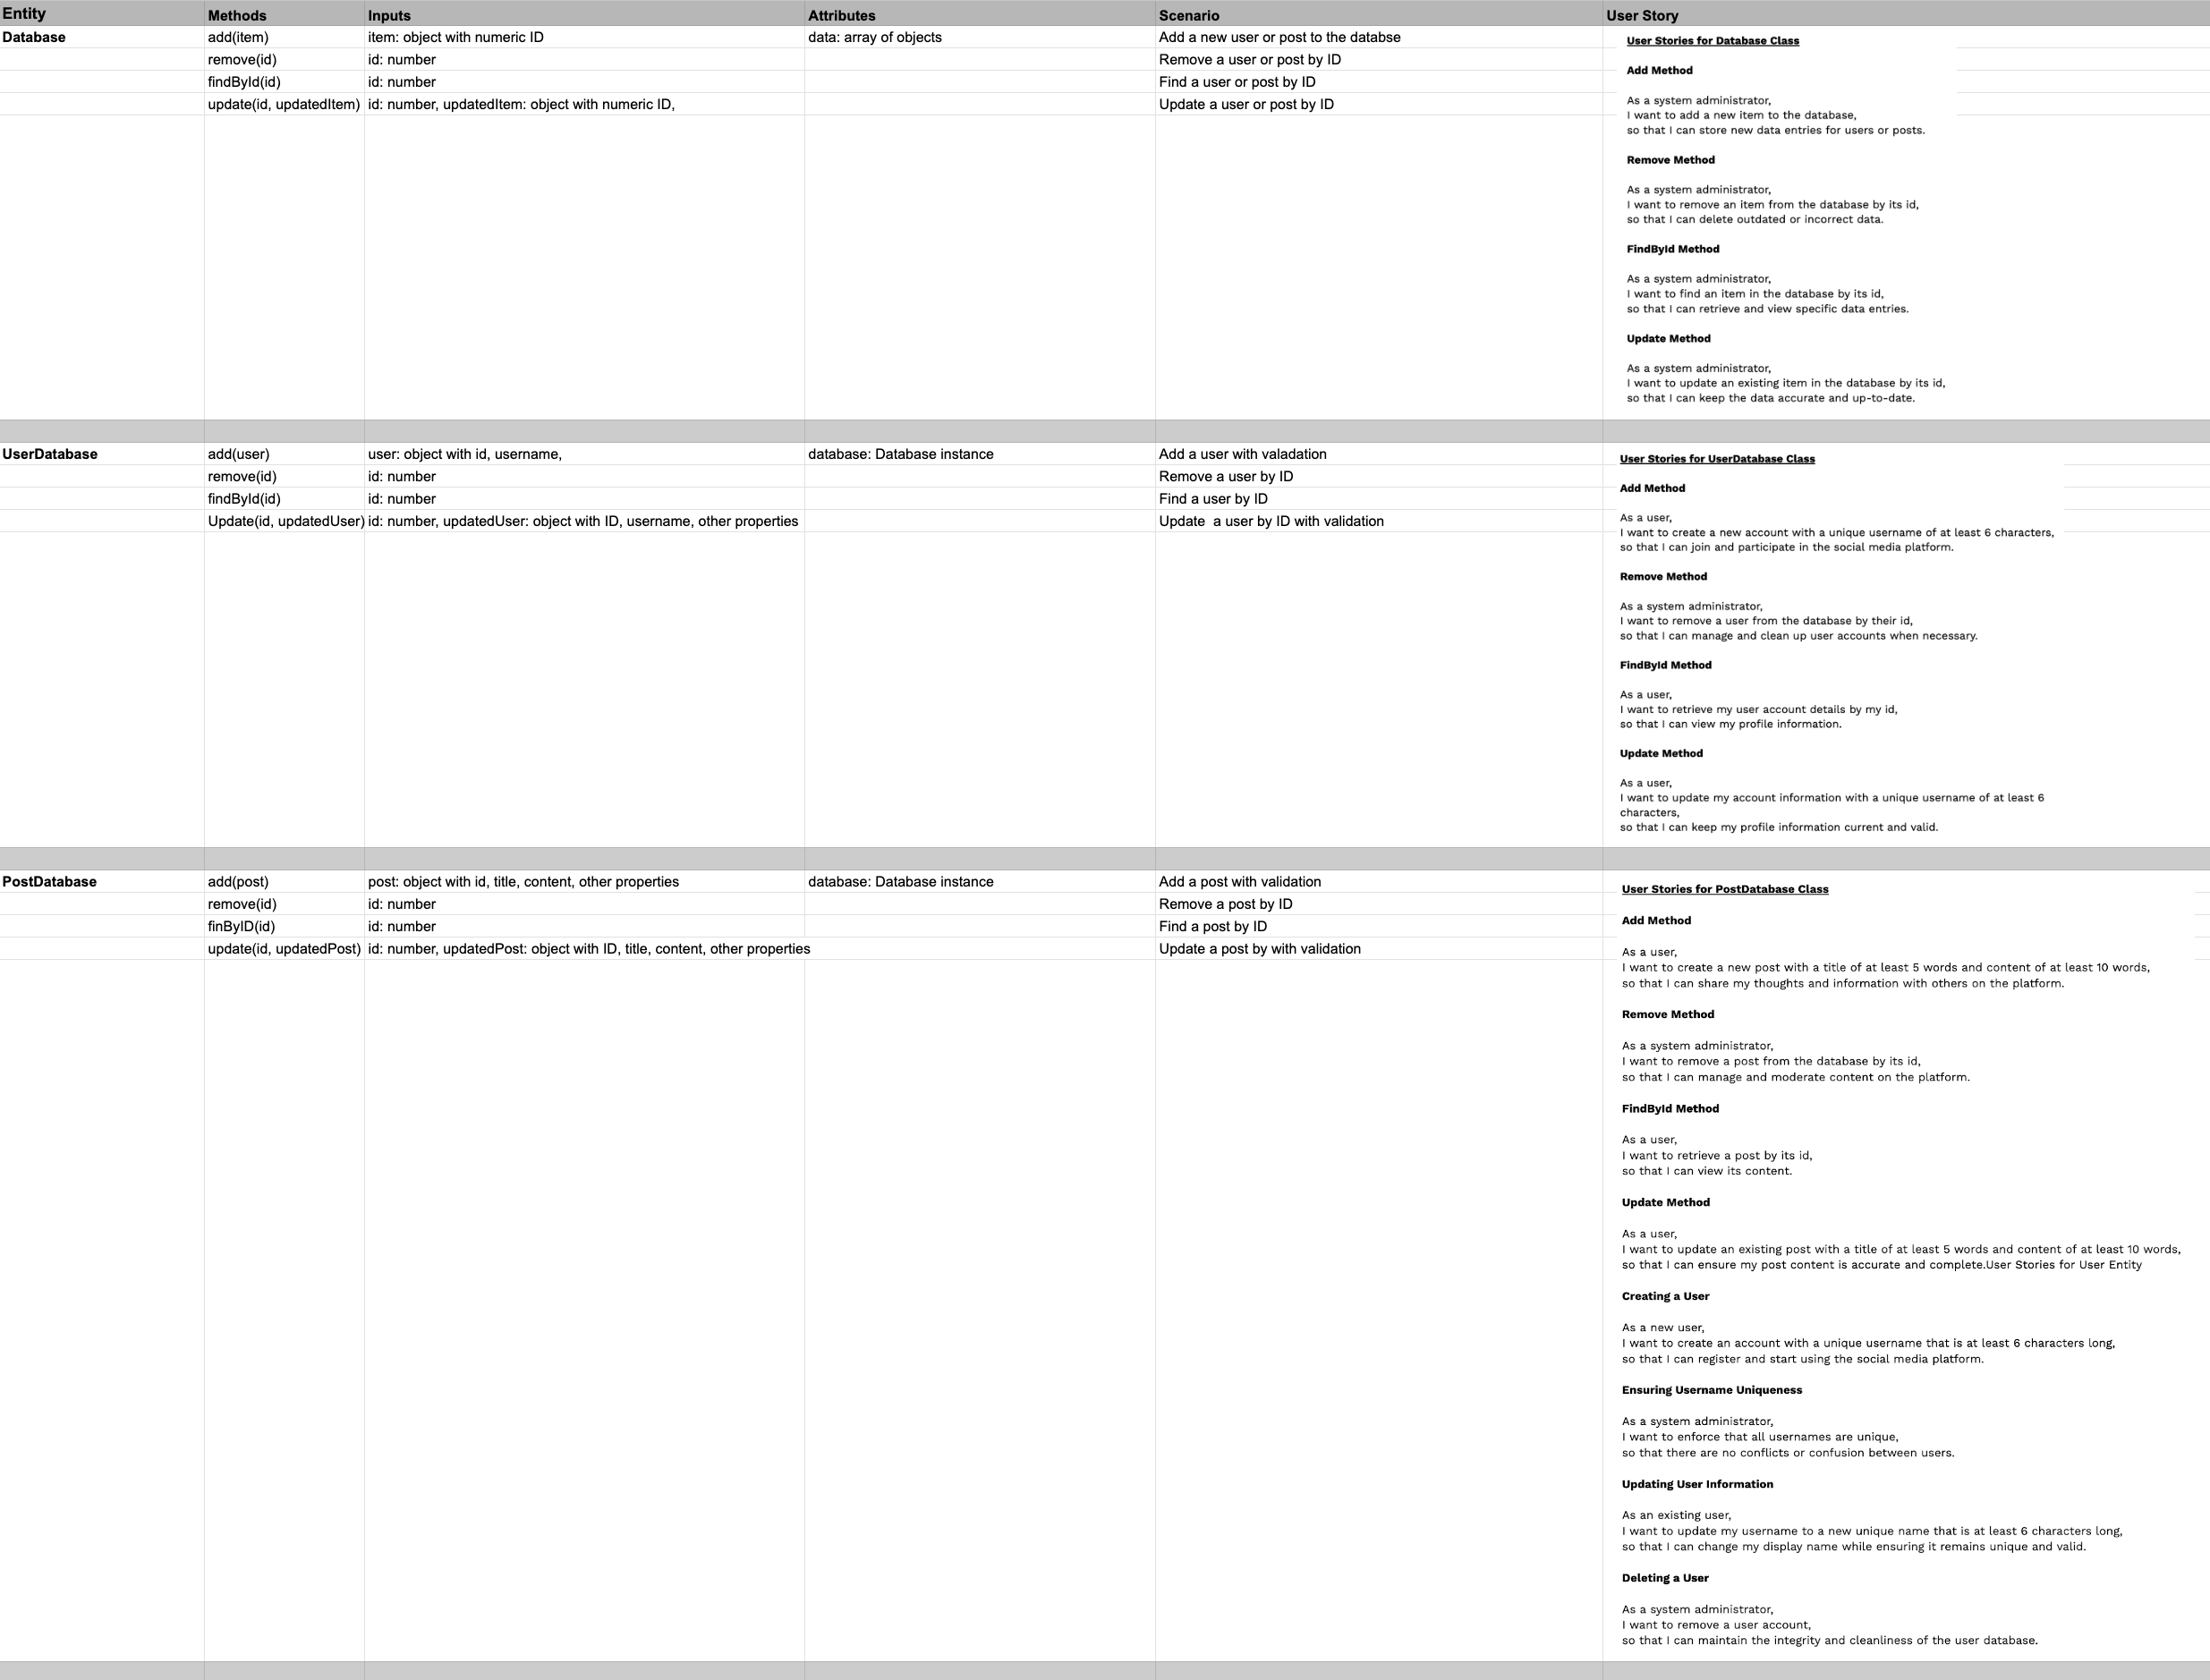 Entity Methods Inputs Attributes Scenario User Story
Database add(item) item: object with numeric ID data: array of objects Add a new user or post to the databse
remove(id) id: number Remove a user or post by ID
findById(id) id: number Find a user or post by ID
update(id, updatedItem) id: number, updatedItem: object with numeric ID, Update a user or post by ID
User Stories for Database Class
Add Method
As a system administrator,
I want to add a new item to the database,
so that I can store new data entries for users or posts.
Remove Method
As a system administrator,
I want to remove an item from the database by its id,
so that I can delete outdated or incorrect data.
FindById Method
As a system administrator,
I want to find an item in the database by its id,
so that I can retrieve and view specific data entries.
Update Method
As a system administrator,
I want to update an existing item in the database by its id,
so that I can keep the data accurate and up-to-date.
UserDatabase add(user) user: object with id, username, database: Database instance Add a user with valadation
remove(id) id: number Remove a user by ID
findById(id) id: number Find a user by ID
Update(id, updatedUser) id: number, updatedUser: object with ID, username, other properties Update  a user by ID with validation
User Stories for UserDatabase Class
Add Method
As a user,
I want to create a new account with a unique username of at least 6 characters,
so that I can join and participate in the social media platform.
Remove Method
As a system administrator,
I want to remove a user from the database by their id,
so that I can manage and clean up user accounts when necessary.
FindById Method
As a user,
I want to retrieve my user account details by my id,
so that I can view my profile information.
Update Method
As a user,
I want to update my account information with a unique username of at least 6
characters,
so that I can keep my profile information current and valid.
PostDatabase add(post) post: object with id, title, content, other properties database: Database instance Add a post with validation
remove(id) id: number Remove a post by ID
finByID(id) id: number Find a post by ID
update(id, updatedPost) id: number, updatedPost: object with ID, title, content, other properties Update a post by with validation
User Stories for PostDatabase Class
Add Method
As a user,
I want to create a new post with a title of at least 5 words and content of at least 10 words,
so that I can share my thoughts and information with others on the platform.
Remove Method
As a system administrator,
I want to remove a post from the database by its id,
so that I can manage and moderate content on the platform.
FindById Method
As a user,
I want to retrieve a post by its id,
so that I can view its content.
Update Method
As a user,
I want to update an existing post with a title of at least 5 words and content of at least 10 words,
so that I can ensure my post content is accurate and complete.User Stories for User Entity
Creating a User
As a new user,
I want to create an account with a unique username that is at least 6 characters long,
so that I can register and start using the social media platform.
Ensuring Username Uniqueness
As a system administrator,
I want to enforce that all usernames are unique,
so that there are no conflicts or confusion between users.
Updating User Information
As an existing user,
I want to update my username to a new unique name that is at least 6 characters long,
so that I can change my display name while ensuring it remains unique and valid.
Deleting a User
As a system administrator,
I want to remove a user account,
so that I can maintain the integrity and cleanliness of the user database.